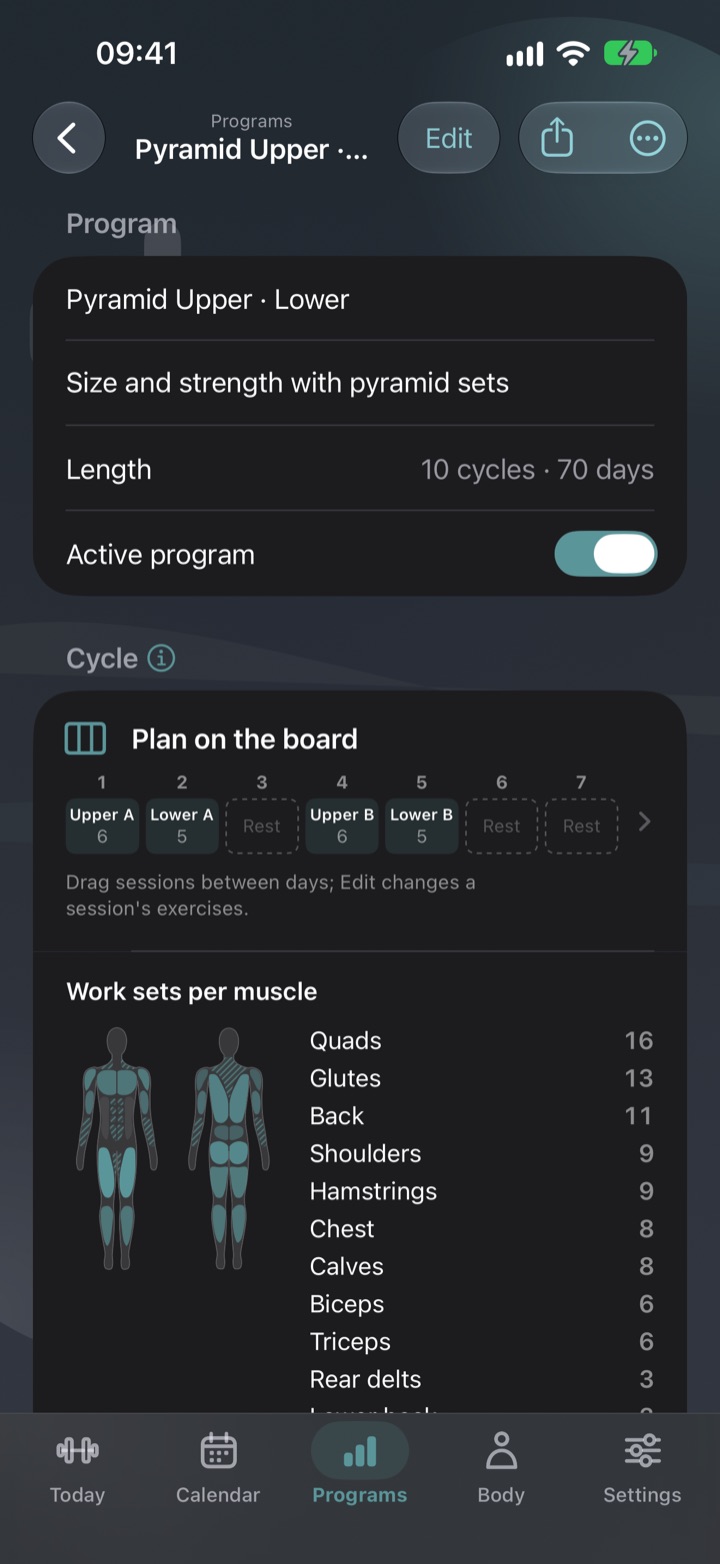 09:41
Programs
Pyramid Upper ·...
Edit
Program
Pyramid Upper · Lower
Size and strength with pyramid sets
Length 10 cycles · 70 days
Active program
Cycle
Plan on the board
1 2 3 4 5 6 7
Upper A Lower A Rest Upper B Lower B Rest Rest
6 5 6 5
Drag sessions between days; Edit changes a
session's exercises.
Work sets per muscle
Quads 16
Glutes 13
Back 11
Shoulders 9
Hamstrings 9
Chest 8
Calves 8
Biceps 6
Triceps 6
Rear delts 3
Today Calendar Programs Body Settings